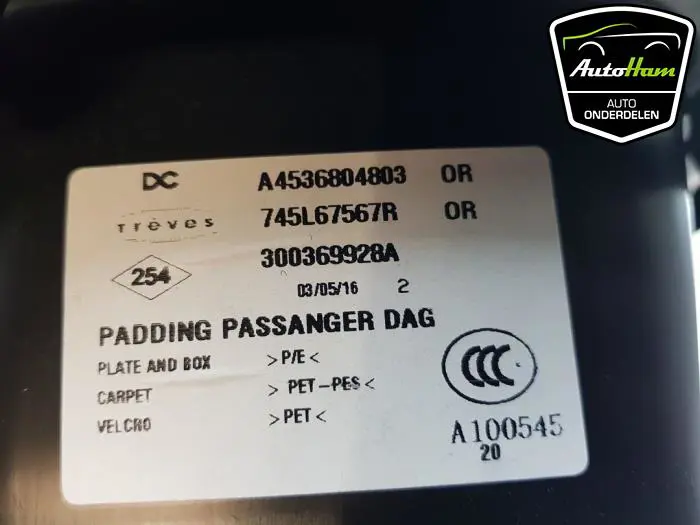 AutoHam
AUTO
ONDERDELEN
DC A4536804803 OR
Trèves 745L67567R OR
254 300369928A
03/05/16 2
PADDING PASSANGER DAG
PLATE AND BOX >P/E<
CARPET > PET-PES <
VELCRO >PET<
CCC
A100545
20